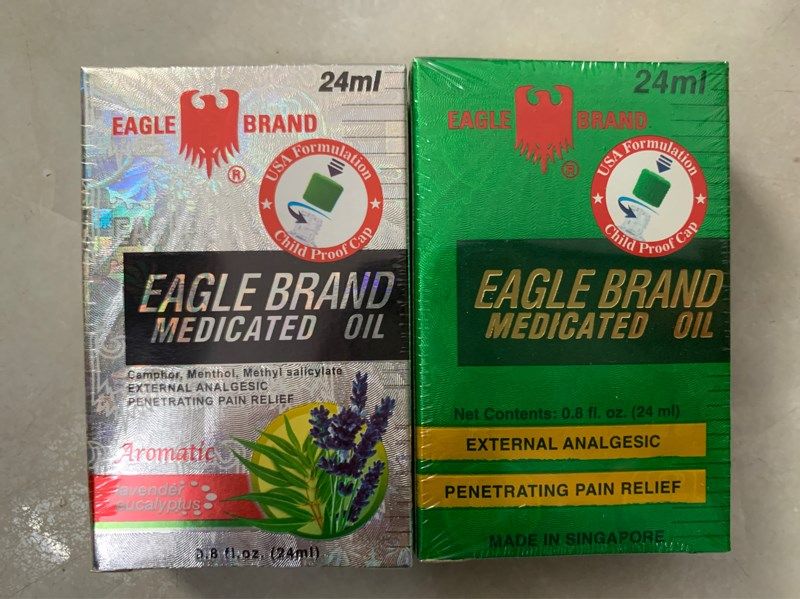 24ml
EAGLE BRAND
®
USA Formulation
Child Proof Cap
EAGLE BRAND
MEDICATED OIL
Camphor, Menthol, Methyl salicylate
EXTERNAL ANALGESIC
PENETRATING PAIN RELIEF
Aromatic
lavender
eucalyptus
0.8 fl.oz. (24ml)
24ml
EAGLE BRAND
®
USA Formulation
Child Proof Cap
EAGLE BRAND
MEDICATED OIL
Net Contents: 0.8 fl. oz. (24 ml)
EXTERNAL ANALGESIC
PENETRATING PAIN RELIEF
MADE IN SINGAPORE